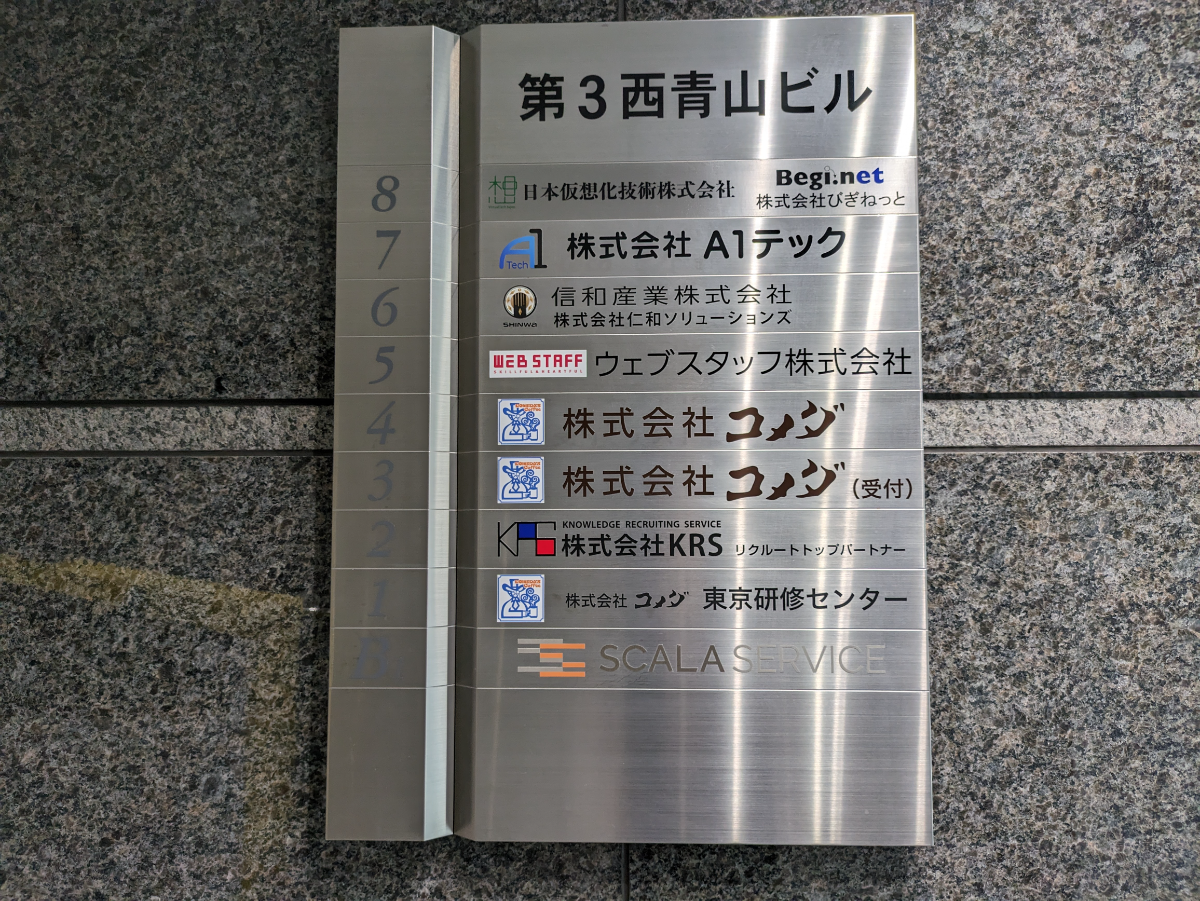 第3西青山ビル
8 日本仮想化技術株式会社 Begi.net
株式会社びぎねっと
7 A1 Tech 株式会社 A1テック
6 SHINWA 信和産業株式会社
株式会社仁和ソリューションズ
5 WEB STAFF SKILLFUL&HEARTFUL ウェブスタッフ株式会社
4 株式会社 コメダ
3 株式会社 コメダ (受付)
2 KRS KNOWLEDGE RECRUITING SERVICE
株式会社KRS リクルートトップパートナー
1 株式会社 コメダ 東京研修センター
B SCALA SERVICE